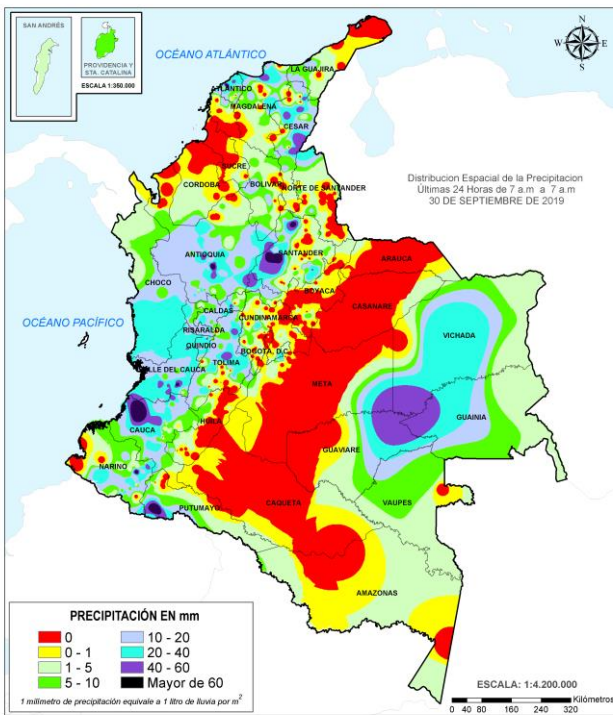 SAN ANDRÉS
PROVIDENCIA Y
STA. CATALINA
ESCALA 1:350.000
OCÉANO ATLÁNTICO
N
W E
S
LA GUAJIRA
ATLÁNTICO
MAGDALENA
CESAR
Distribucion Espacial de la Precipitacion
Últimas 24 Horas de 7 a.m a 7 a.m
30 DE SEPTIEMBRE DE 2019
SUCRE
CORDOBA
BOLIVAR
NORTE DE SANTANDER
ANTIOQUIA
SANTANDER
ARAUCA
CHOCO
BOYACA
CASANARE
OCÉANO PACÍFICO
CALDAS
CUNDINAMARCA
RISARALDA
VICHADA
QUINDIO
BOGOTA, D.C.
TOLIMA
VALLE DEL CAUCA
META
GUAINIA
CAUCA
HUILA
GUAVIARE
NARIÑO
CAQUETA
VAUPES
PUTUMAYO
AMAZONAS
PRECIPITACIÓN EN mm
0 10 - 20
0 - 1 20 - 40
1 - 5 40 - 60
5 - 10 Mayor de 60
1 milimetro de precipitación equivale a 1 litro de lluvia por m²
ESCALA: 1:4.200.000
Kilómetros
0 40 80 160 240 320